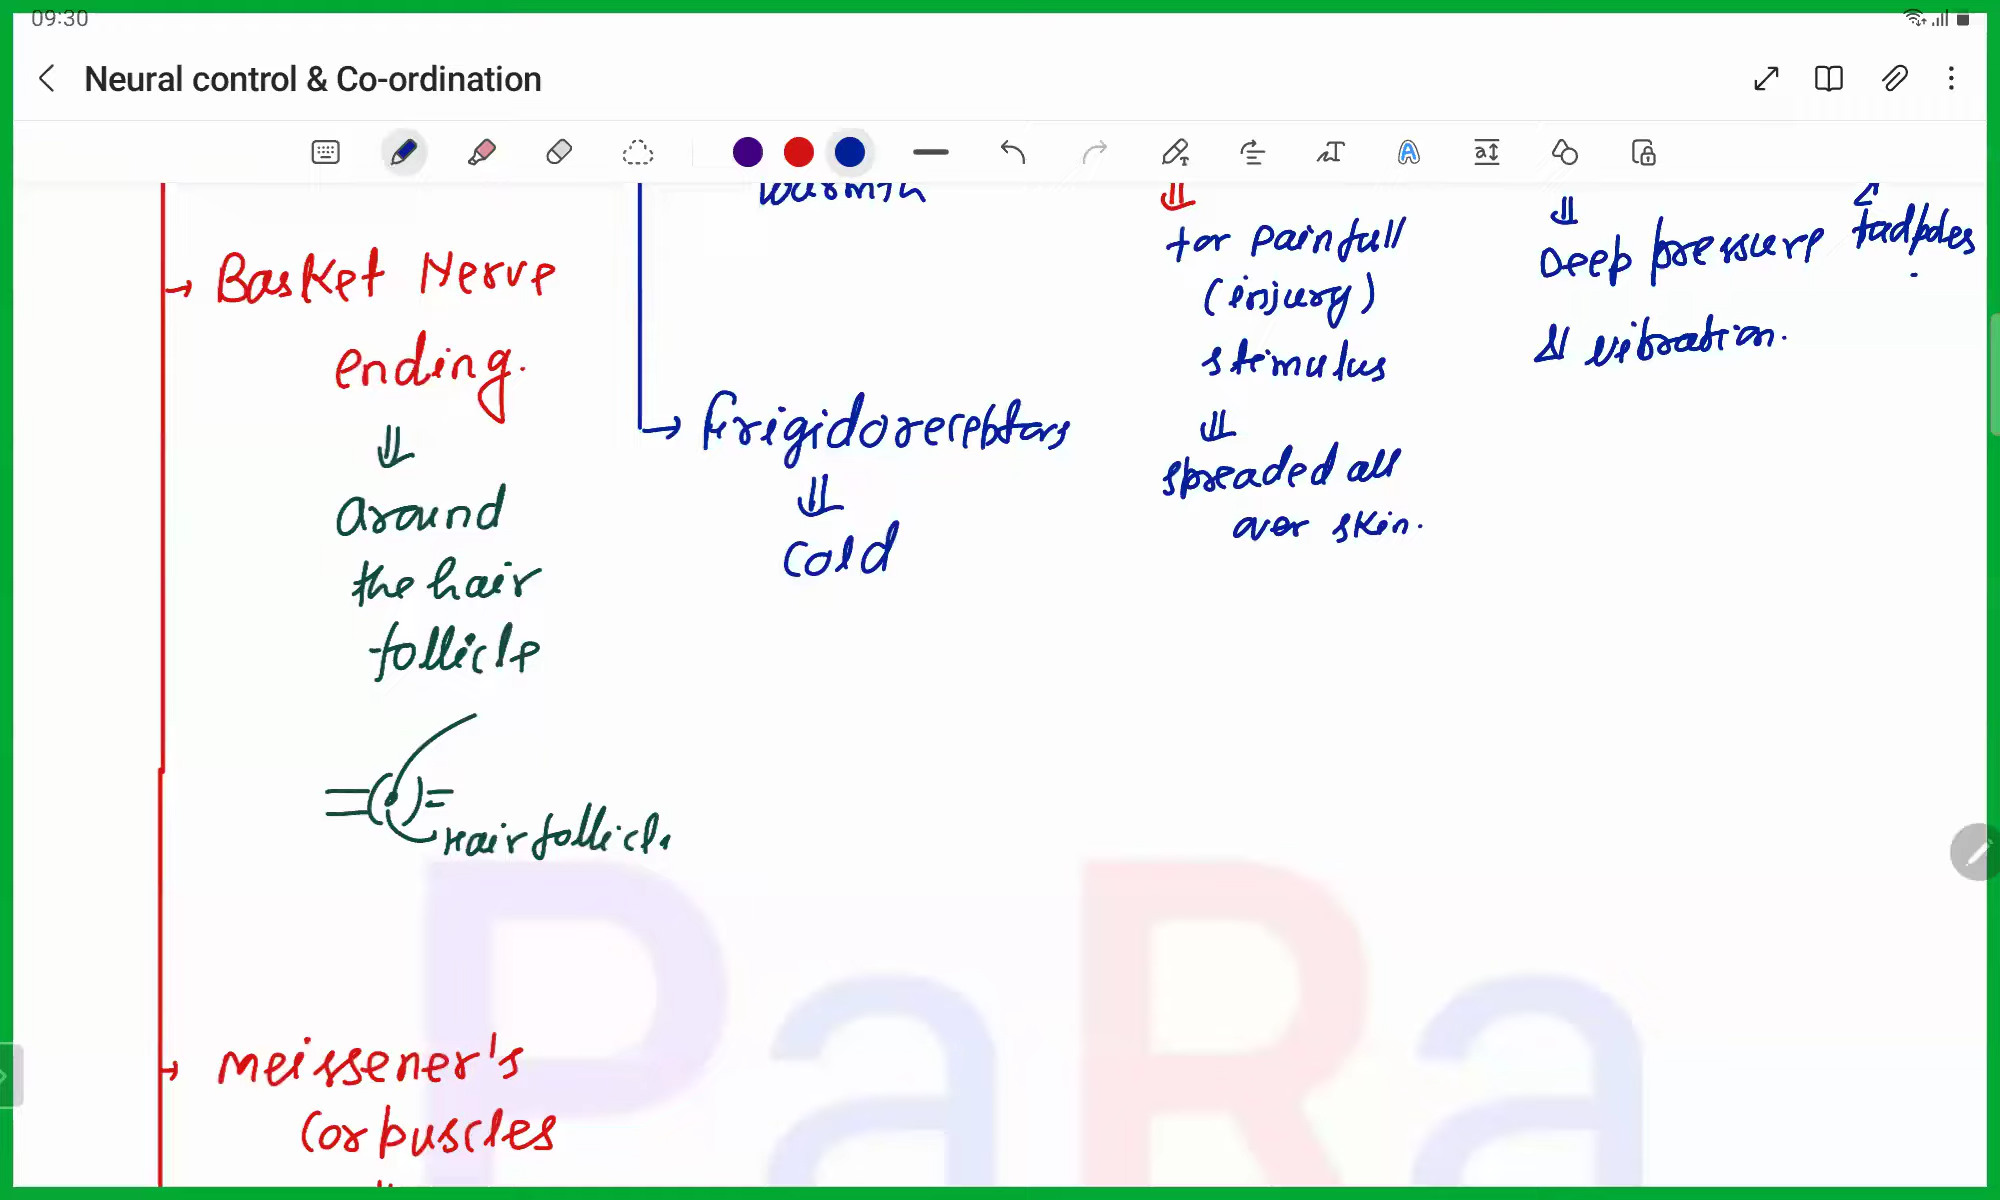 09:30
Neural control & Co-ordination
warmth
→ Basket Nerve
ending.
⇓
around
the hair
follicle
Hair follicle
→ Meissener's
Corpuscles
→ frigidoreceptors
⇓
Cold
⇓
for painfull
(injury)
stimulus
⇓
spreaded all
over skin.
⇓
Deep pressure
& vibration.
tadpoles
PaRa